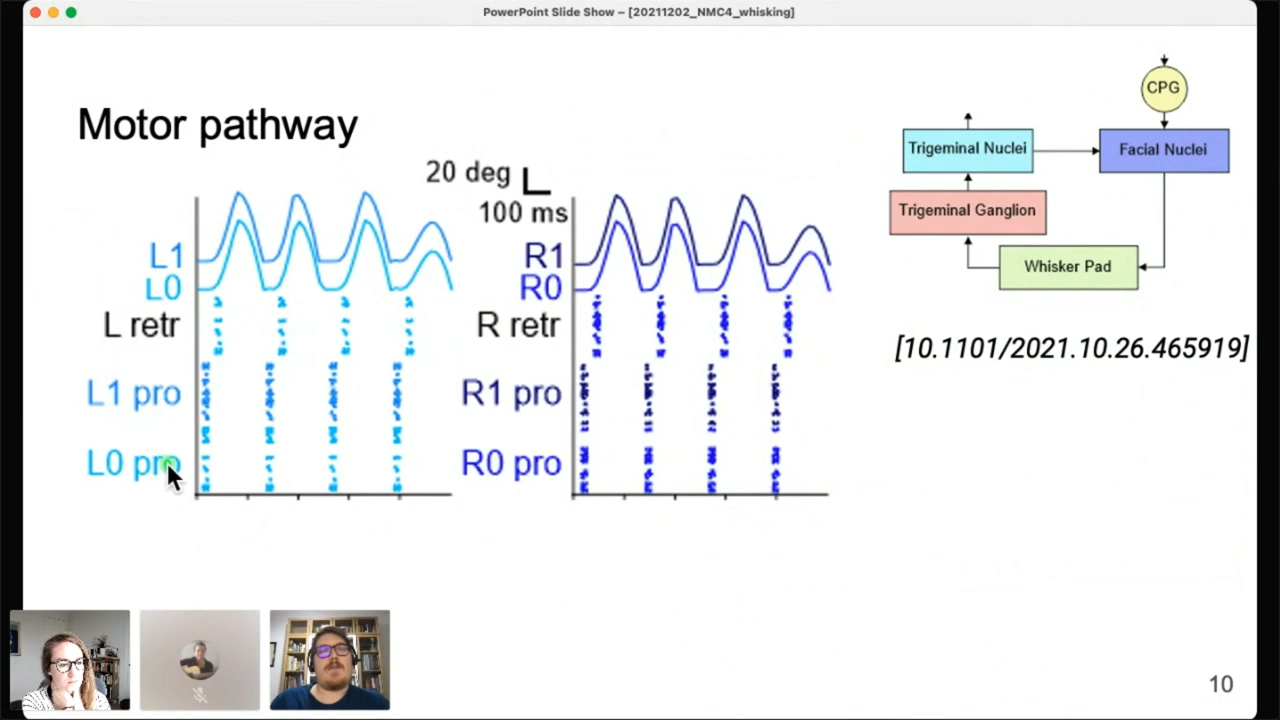 PowerPoint Slide Show – [20211202_NMC4_whisking]
Motor pathway
20 deg
100 ms
L1
L0
L retr
L1 pro
L0 pro
R1
R0
R retr
R1 pro
R0 pro
CPG
Trigeminal Nuclei
Facial Nuclei
Trigeminal Ganglion
Whisker Pad
[10.1101/2021.10.26.465919]
10